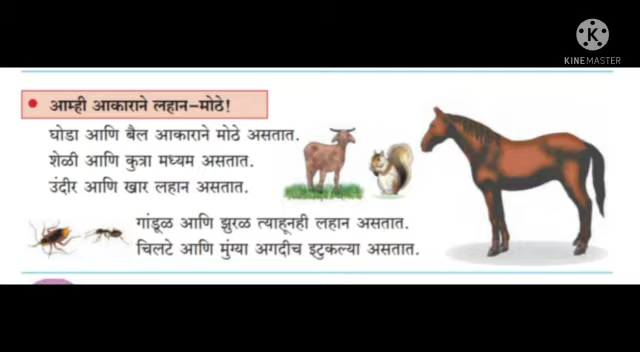 K
KINEMASTER
• आम्ही आकाराने लहान-मोठे!
घोडा आणि बैल आकाराने मोठे असतात.
शेळी आणि कुत्रा मध्यम असतात.
उंदीर आणि खार लहान असतात.
गांडूळ आणि झुरळ त्याहूनही लहान असतात.
चिलटे आणि मुंग्या अगदीच इटुकल्या असतात.